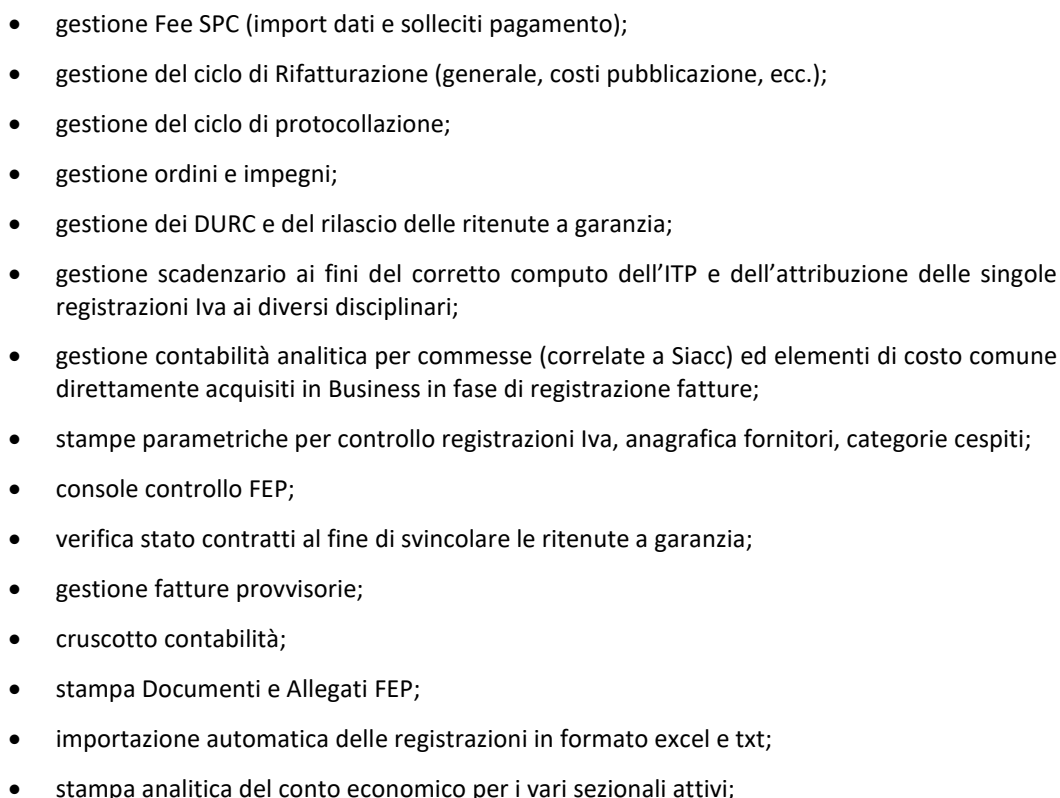 • gestione Fee SPC (import dati e solleciti pagamento);
• gestione del ciclo di Rifatturazione (generale, costi pubblicazione, ecc.);
• gestione del ciclo di protocollazione;
• gestione ordini e impegni;
• gestione dei DURC e del rilascio delle ritenute a garanzia;
• gestione scadenzario ai fini del corretto computo dell’ITP e dell’attribuzione delle singole
registrazioni Iva ai diversi disciplinari;
• gestione contabilità analitica per commesse (correlate a Siacc) ed elementi di costo comune
direttamente acquisiti in Business in fase di registrazione fatture;
• stampe parametriche per controllo registrazioni Iva, anagrafica fornitori, categorie cespiti;
• console controllo FEP;
• verifica stato contratti al fine di svincolare le ritenute a garanzia;
• gestione fatture provvisorie;
• cruscotto contabilità;
• stampa Documenti e Allegati FEP;
• importazione automatica delle registrazioni in formato excel e txt;
• stampa analitica del conto economico per i vari sezionali attivi;